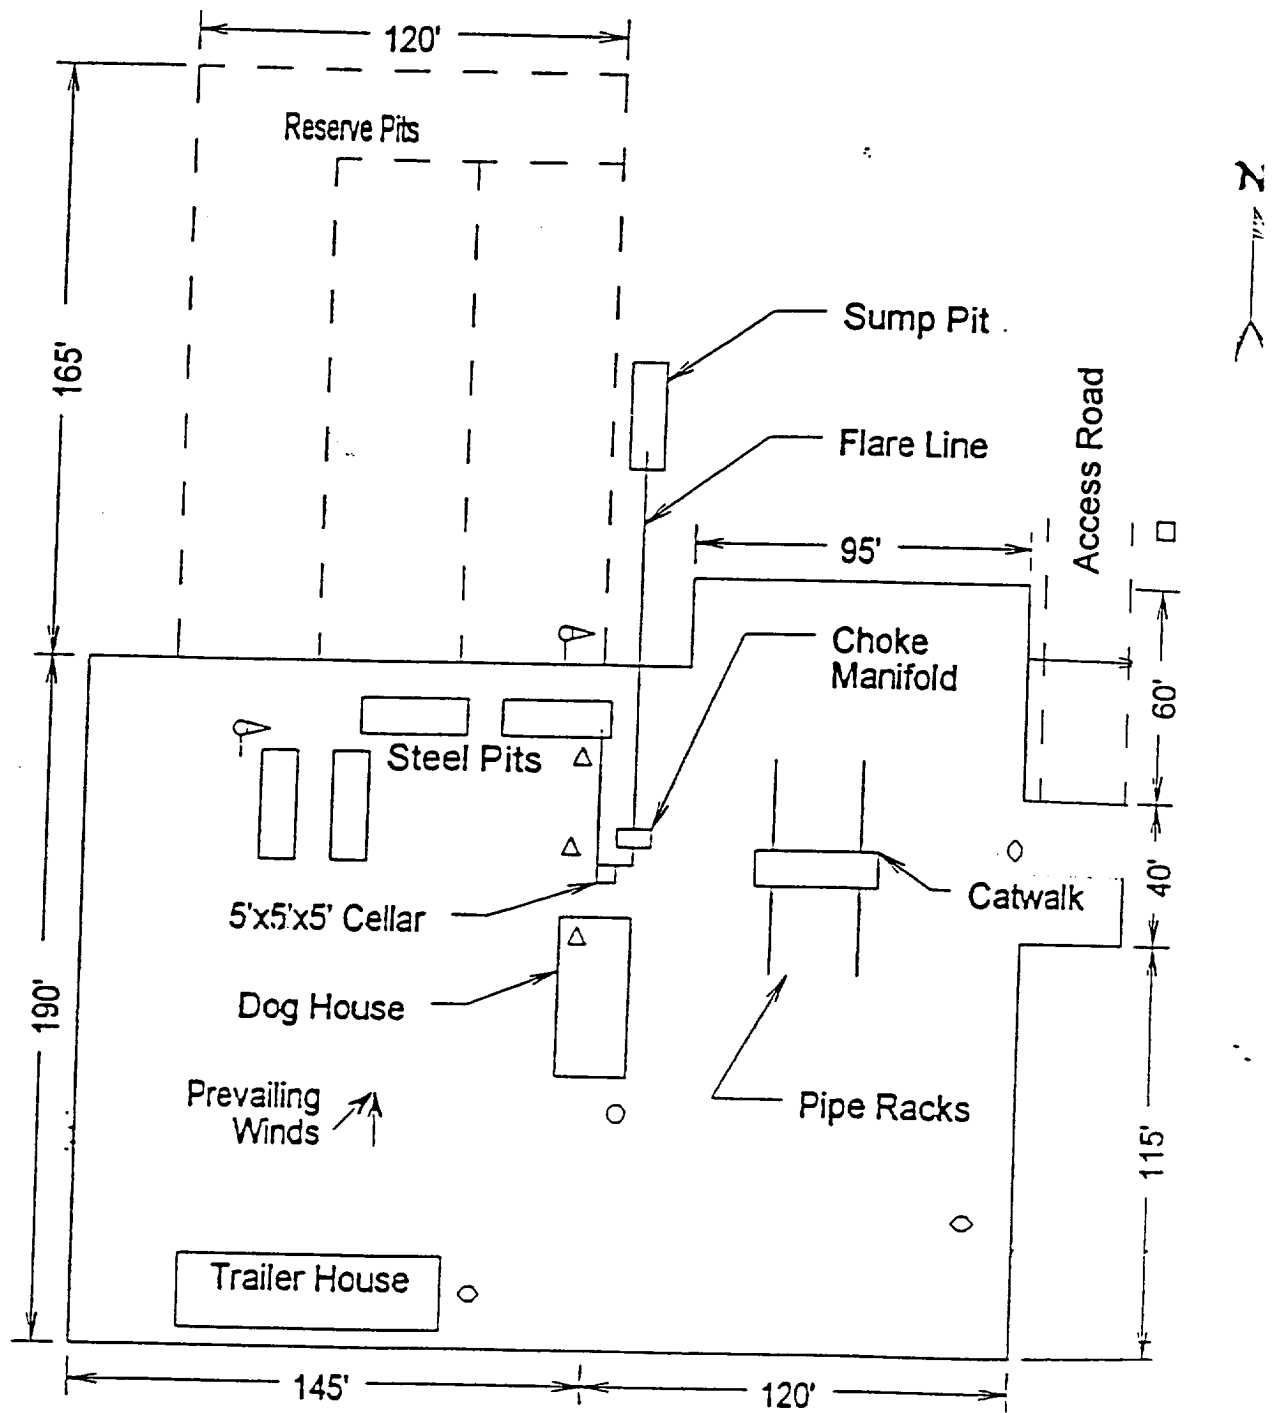 120'
Reserve Pits
N
165'
Sump Pit
Flare Line
Access Road
95'
Choke
Manifold
60'
Steel Pits
40'
Catwalk
5'x5'x5' Cellar
190'
Dog House
Prevailing
Winds
Pipe Racks
115'
Trailer House
145'
120'